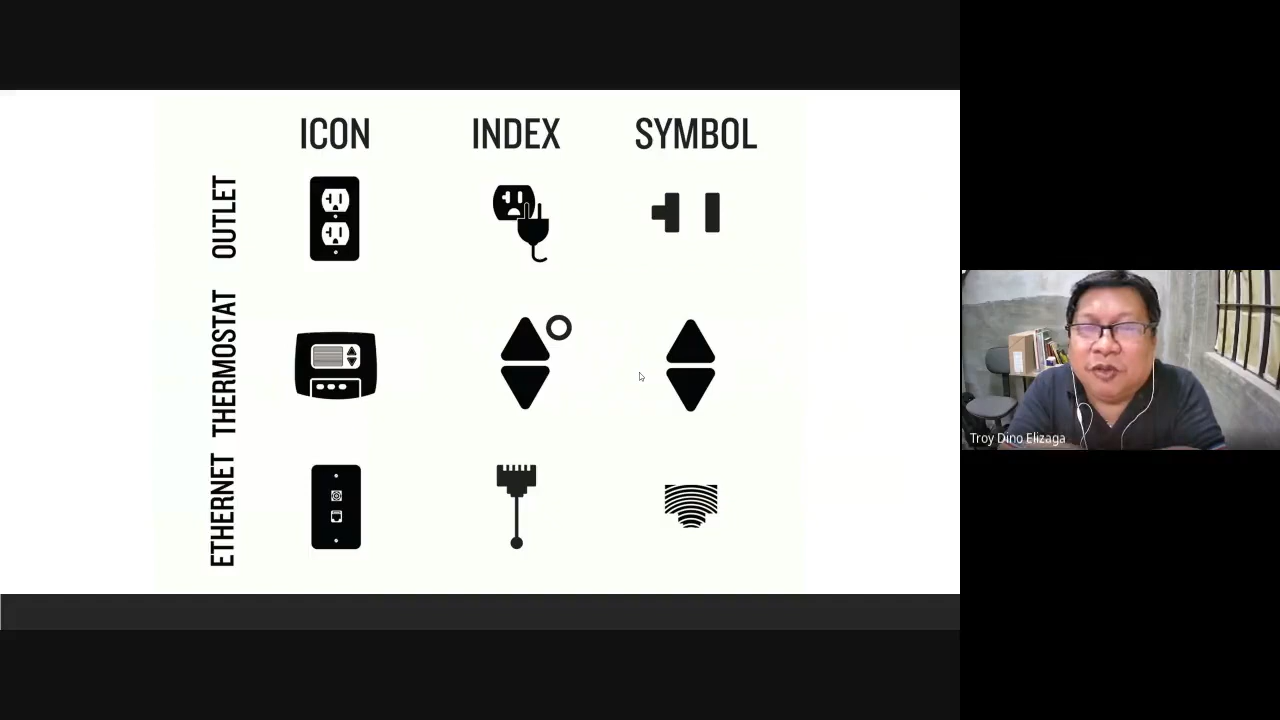 ICON INDEX SYMBOL
OUTLET
THERMOSTAT
ETHERNET
Troy Dino Elizaga